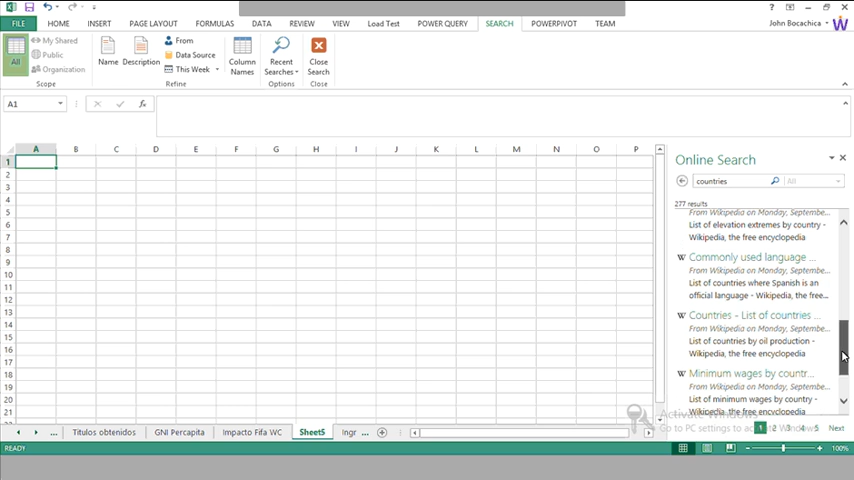 FILE HOME INSERT PAGE LAYOUT FORMULAS DATA REVIEW VIEW Load Test POWER QUERY SEARCH POWERPIVOT TEAM John Bocachica
All
My Shared
Public
Organization
Scope
Name
Description
From
Data Source
This Week
Refine
Column
Names
Recent
Searches
Options
Close
Search
Close
A1 fx
A B C D E F G H I J K L M N O P
1
2
3
4
5
6
7
8
9
10
11
12
13
14
15
16
17
18
19
20
21
Online Search
countries All
277 results
From Wikipedia on Monday, Septembe...
List of elevation extremes by country -
Wikipedia, the free encyclopedia
W Commonly used language ...
From Wikipedia on Monday, Septembe...
List of countries where Spanish is an
official language - Wikipedia, the free...
W Countries - List of countries ...
From Wikipedia on Monday, Septembe...
List of countries by oil production -
Wikipedia, the free encyclopedia
W Minimum wages by countr...
From Wikipedia on Monday, Septembe...
List of minimum wages by country -
Wikipedia, the free encyclopedia
Activate Windows
Go to PC settings to activate Windows.
1 2 3 4 5 Next
... Titulos obtenidos GNI Percapita Impacto Fifa WC Sheet5 Ingr ...
READY 100%